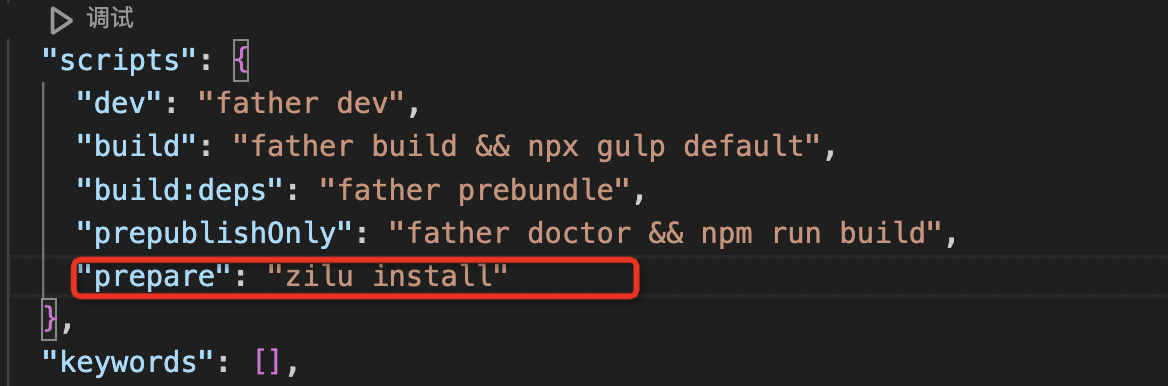 调试
"scripts": {
"dev": "father dev",
"build": "father build && npx gulp default",
"build:deps": "father prebundle",
"prepublishOnly": "father doctor && npm run build",
"prepare": "zilu install"
},
"keywords": [],